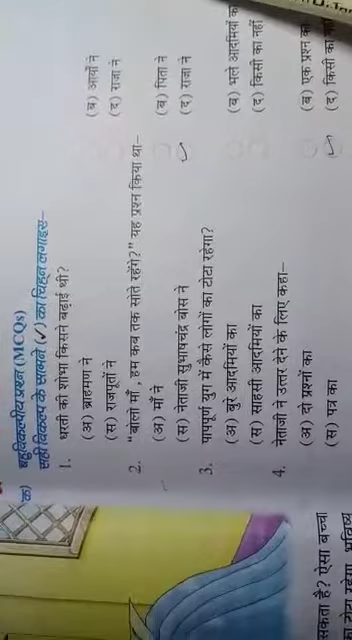 क) बहुविकल्पीय प्रश्न (MCQs)
सही विकल्प के सामने (✓) का चिह्न लगाइए–
1. धरती की शोभा किसने बढ़ाई थी?
(अ) ब्राह्मण ने (ब) आर्यों ने
(स) राजपूतों ने (द) राजा ने
2. "बोलो माँ, हम कब तक सोते रहेंगे?" यह प्रश्न किया था–
(अ) माँ ने (ब) पिता ने
(स) नेताजी सुभाषचंद्र बोस ने (द) राजा ने
3. पापपूर्ण युग में कैसे लोगों का टोटा रहेगा?
(अ) बुरे आदमियों का (ब) भले आदमियों का
(स) साहसी आदमियों का (द) किसी का नहीं
4. नेताजी ने उत्तर देने के लिए कहा–
(अ) दो प्रश्नों का (ब) एक प्रश्न का
(स) पत्र का (द) किसी का
सकता है? ऐसा बच्चा
टोटा रहेगा भविष्य